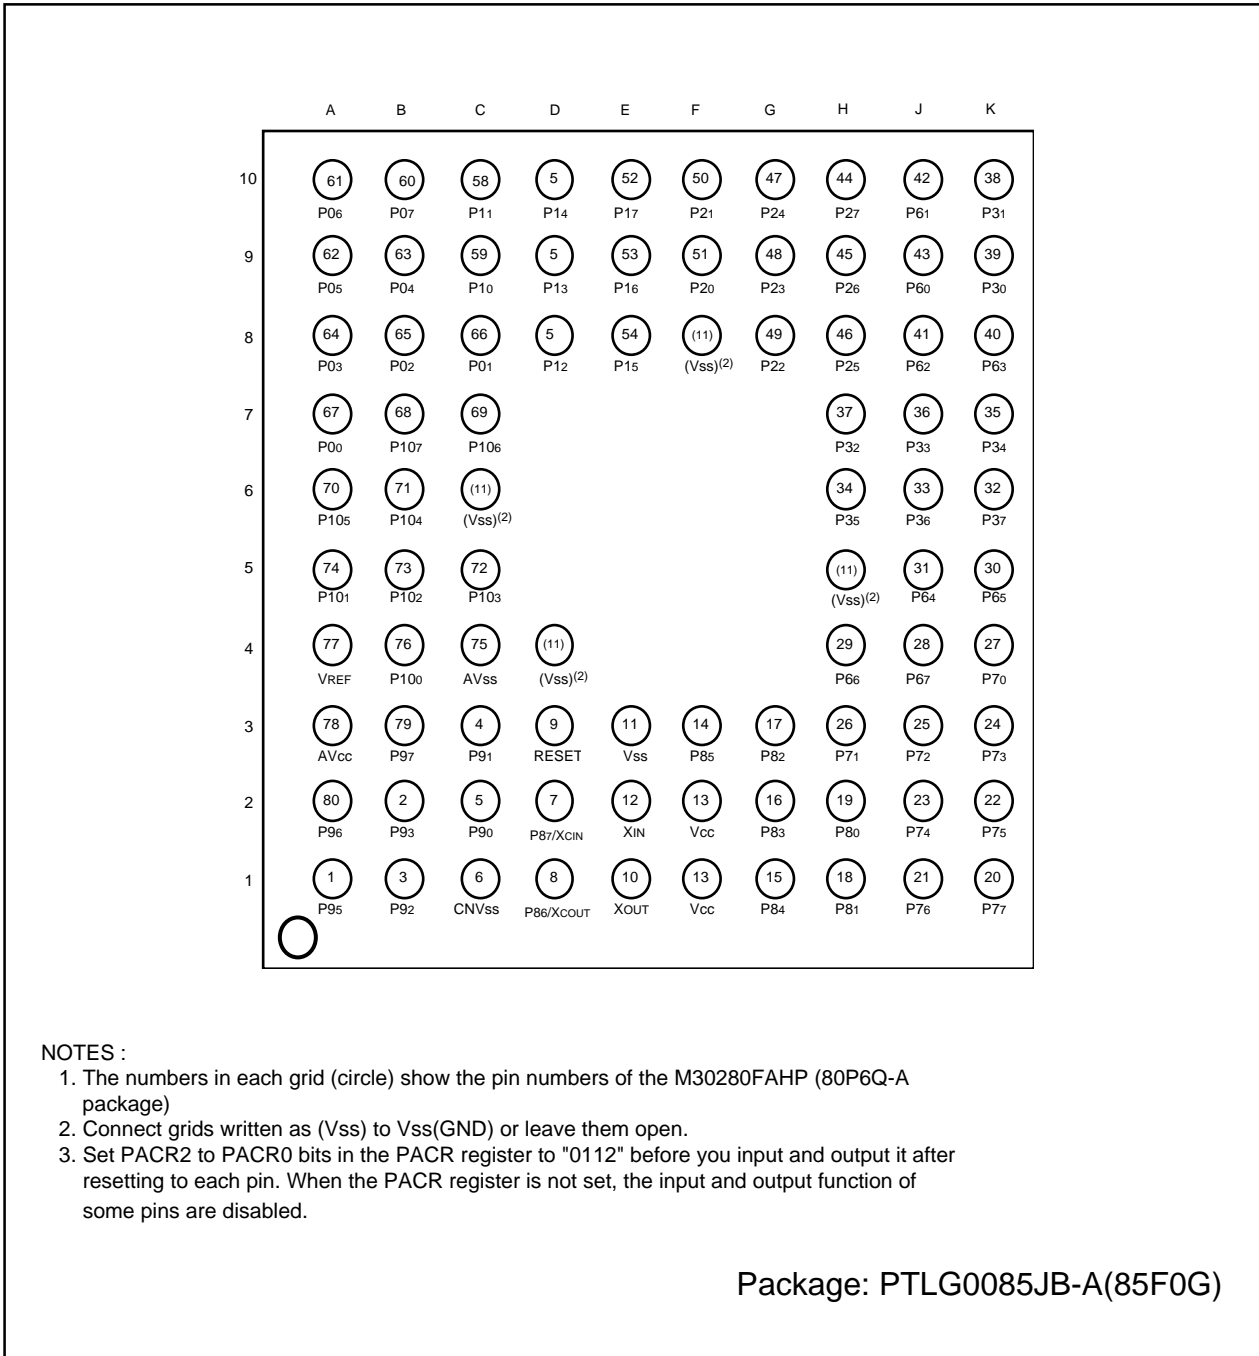 A B C D E F G H J K
10 61 60 58 5 52 50 47 44 42 38
P06 P07 P11 P14 P17 P21 P24 P27 P61 P31
9 62 63 59 5 53 51 48 45 43 39
P05 P04 P10 P13 P16 P20 P23 P26 P60 P30
8 64 65 66 5 54 (11) 49 46 41 40
P03 P02 P01 P12 P15 (Vss)(2) P22 P25 P62 P63
7 67 68 69 37 36 35
P00 P107 P106 P32 P33 P34
6 70 71 (11) 34 33 32
P105 P104 (Vss)(2) P35 P36 P37
5 74 73 72 (11) 31 30
P101 P102 P103 (Vss)(2) P64 P65
4 77 76 75 (11) 29 28 27
VREF P100 AVss (Vss)(2) P66 P67 P70
3 78 79 4 9 11 14 17 26 25 24
AVcc P97 P91 RESET Vss P85 P82 P71 P72 P73
2 80 2 5 7 12 13 16 19 23 22
P96 P93 P90 P87/XCIN XIN Vcc P83 P80 P74 P75
1 1 3 6 8 10 13 15 18 21 20
P95 P92 CNVss P86/XCOUT XOUT Vcc P84 P81 P76 P77
NOTES :
1. The numbers in each grid (circle) show the pin numbers of the M30280FAHP (80P6Q-A
package)
2. Connect grids written as (Vss) to Vss(GND) or leave them open.
3. Set PACR2 to PACR0 bits in the PACR register to "0112" before you input and output it after
resetting to each pin. When the PACR register is not set, the input and output function of
some pins are disabled.
Package: PTLG0085JB-A(85F0G)